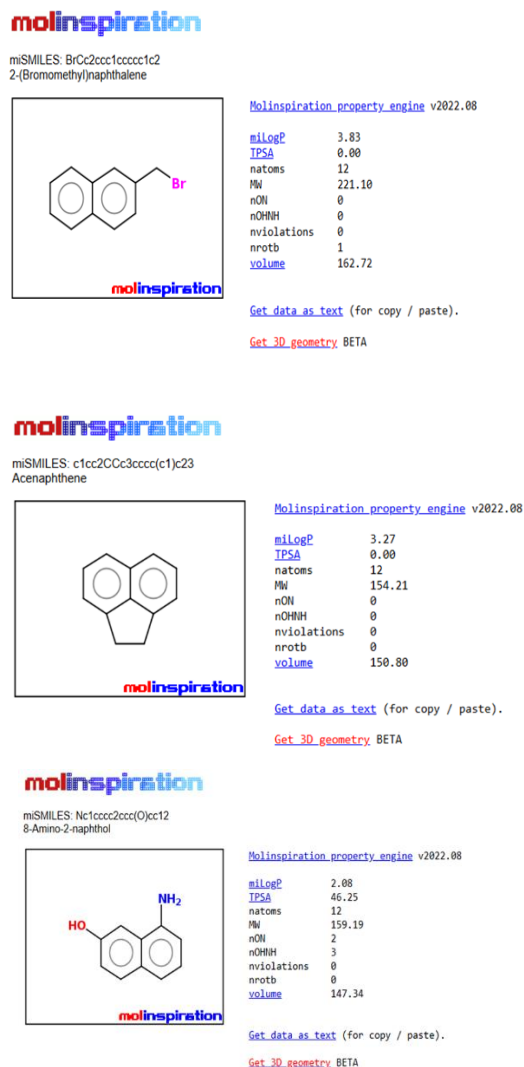 molinspiration
miSMILES: BrCc2ccc1ccccc1c2
2-(Bromomethyl)naphthalene
Br
molinspiration
Molinspiration property engine v2022.08
miLogP 3.83
TPSA 0.00
natoms 12
MW 221.10
nON 0
nOHNH 0
nviolations 0
nrotb 1
volume 162.72
Get data as text (for copy / paste).
Get 3D geometry BETA
molinspiration
miSMILES: c1cc2CCc3cccc(c1)c23
Acenaphthene
molinspiration
Molinspiration property engine v2022.08
miLogP 3.27
TPSA 0.00
natoms 12
MW 154.21
nON 0
nOHNH 0
nviolations 0
nrotb 0
volume 150.80
Get data as text (for copy / paste).
Get 3D geometry BETA
molinspiration
miSMILES: Nc1cccc2ccc(O)cc12
8-Amino-2-naphthol
NH2
HO
molinspiration
Molinspiration property engine v2022.08
miLogP 2.08
TPSA 46.25
natoms 12
MW 159.19
nON 2
nOHNH 3
nviolations 0
nrotb 0
volume 147.34
Get data as text (for copy / paste).
Get 3D geometry BETA